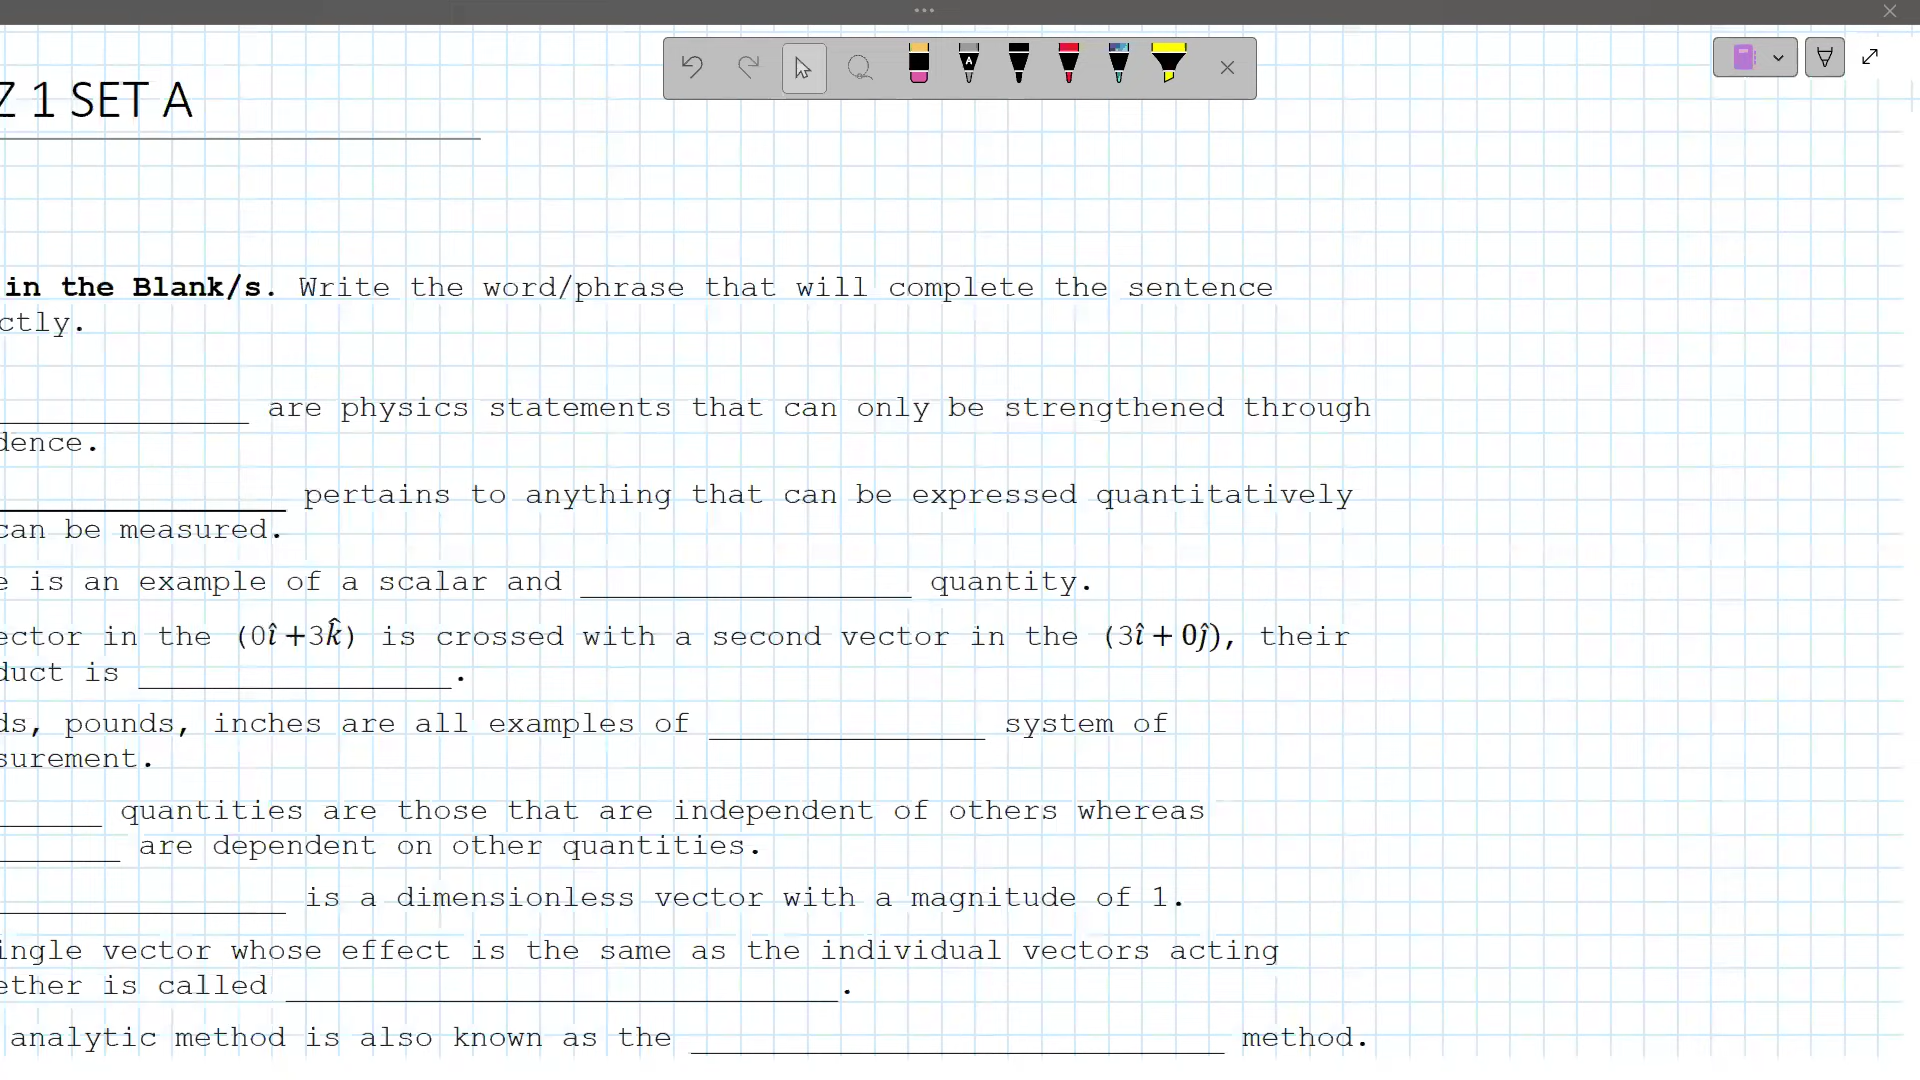 Z 1 SET A
in the Blank/s. Write the word/phrase that will complete the sentence
ctly.
____________ are physics statements that can only be strengthened through
dence.
________________ pertains to anything that can be expressed quantitatively
can be measured.
e is an example of a scalar and __________________ quantity.
ector in the (0î + 3k̂) is crossed with a second vector in the (3î + 0ĵ), their
duct is _________________.
ds, pounds, inches are all examples of _______________ system of
surement.
______ quantities are those that are independent of others whereas
_______ are dependent on other quantities.
________________ is a dimensionless vector with a magnitude of 1.
ingle vector whose effect is the same as the individual vectors acting
ether is called ______________________________.
analytic method is also known as the _____________________________ method.